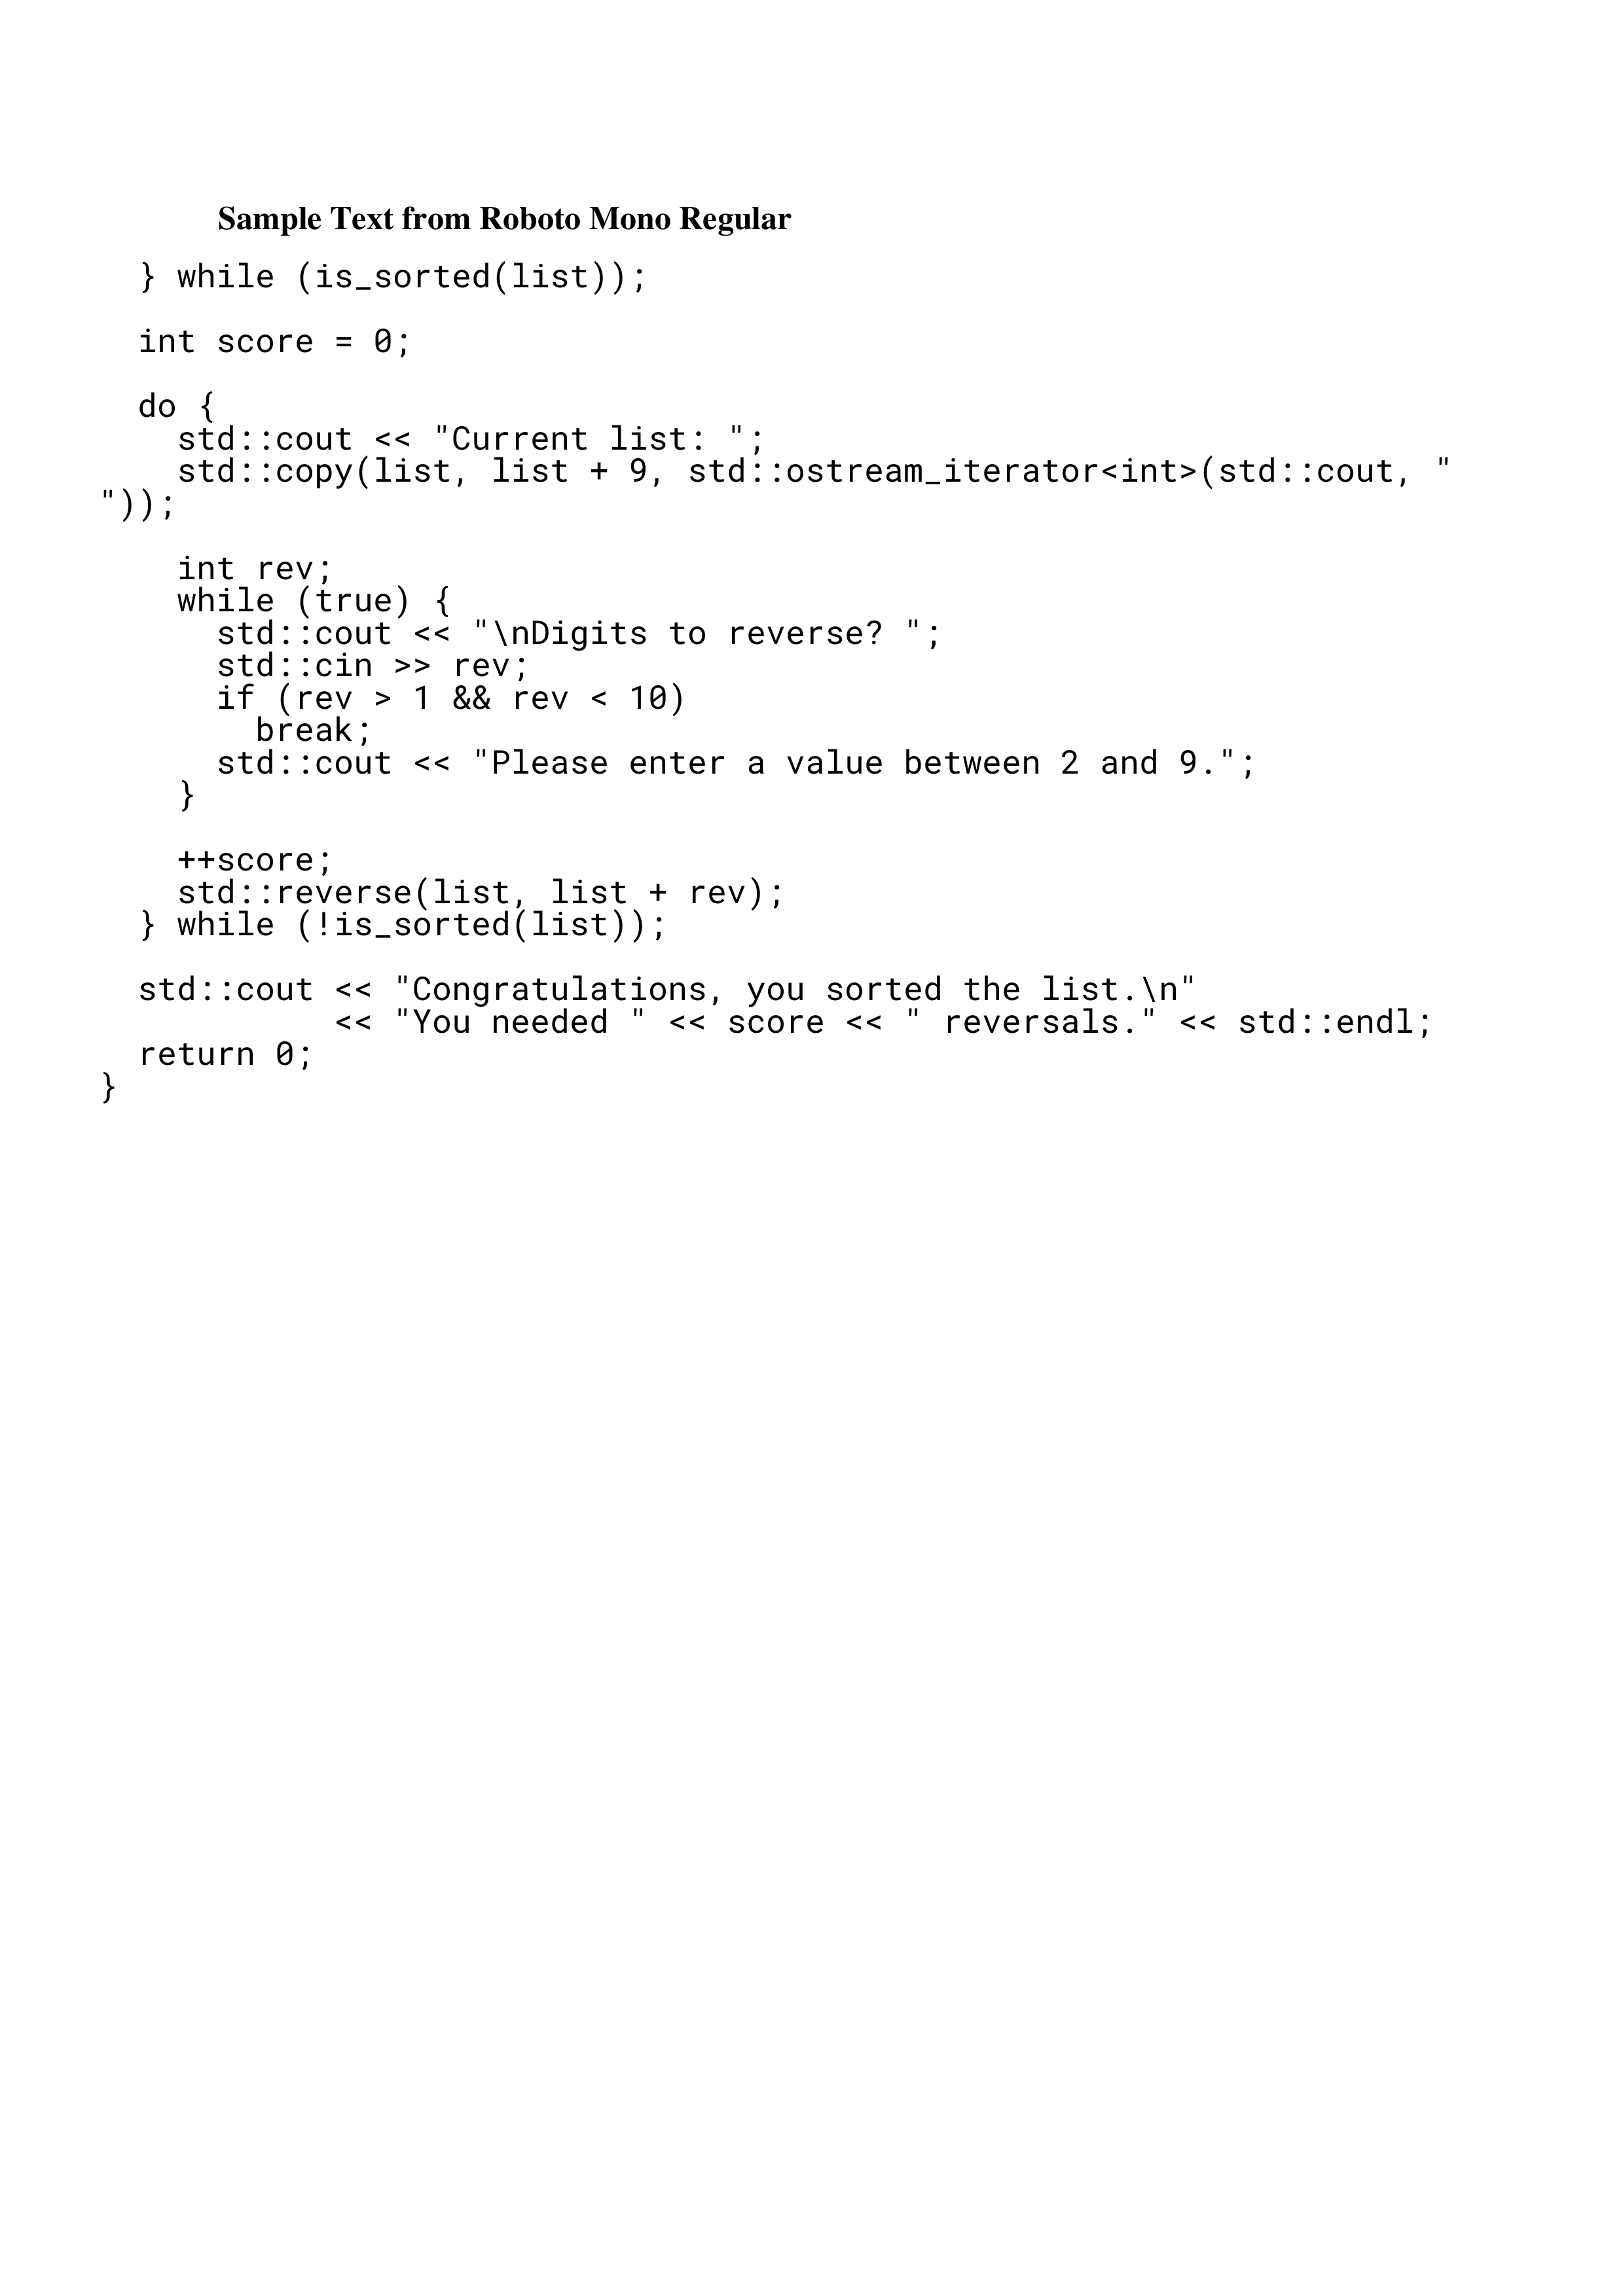 Sample Text from Roboto Mono Regular
  } while (is_sorted(list));

  int score = 0;

  do {
    std::cout << "Current list: ";
    std::copy(list, list + 9, std::ostream_iterator<int>(std::cout, "
"));

    int rev;
    while (true) {
      std::cout << "\nDigits to reverse? ";
      std::cin >> rev;
      if (rev > 1 && rev < 10)
        break;
      std::cout << "Please enter a value between 2 and 9.";
    }

    ++score;
    std::reverse(list, list + rev);
  } while (!is_sorted(list));

  std::cout << "Congratulations, you sorted the list.\n"
            << "You needed " << score << " reversals." << std::endl;
  return 0;
}